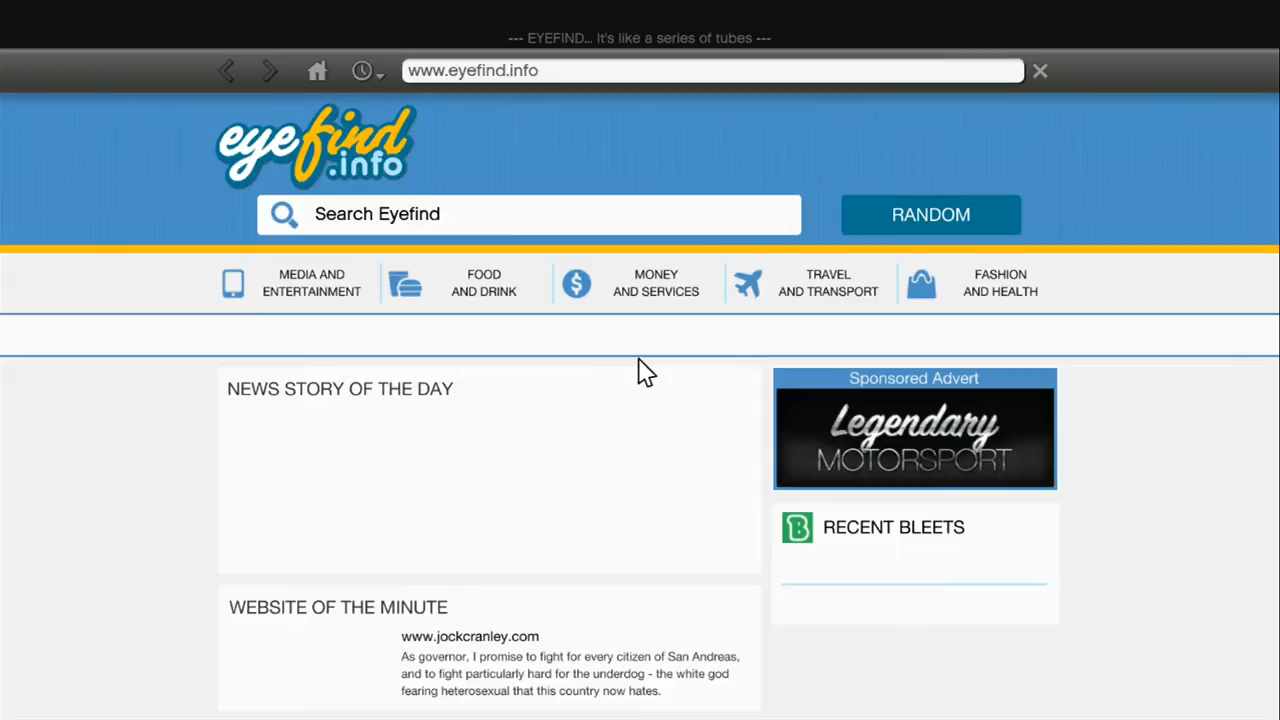 --- EYEFIND... It's like a series of tubes ---
www.eyefind.info
eyefind
.info
Search Eyefind
RANDOM
MEDIA AND
ENTERTAINMENT
FOOD
AND DRINK
MONEY
AND SERVICES
TRAVEL
AND TRANSPORT
FASHION
AND HEALTH
NEWS STORY OF THE DAY
Sponsored Advert
Legendary
MOTORSPORT
B RECENT BLEETS
WEBSITE OF THE MINUTE
www.jockcranley.com
As governor, I promise to fight for every citizen of San Andreas,
and to fight particularly hard for the underdog - the white god
fearing heterosexual that this country now hates.